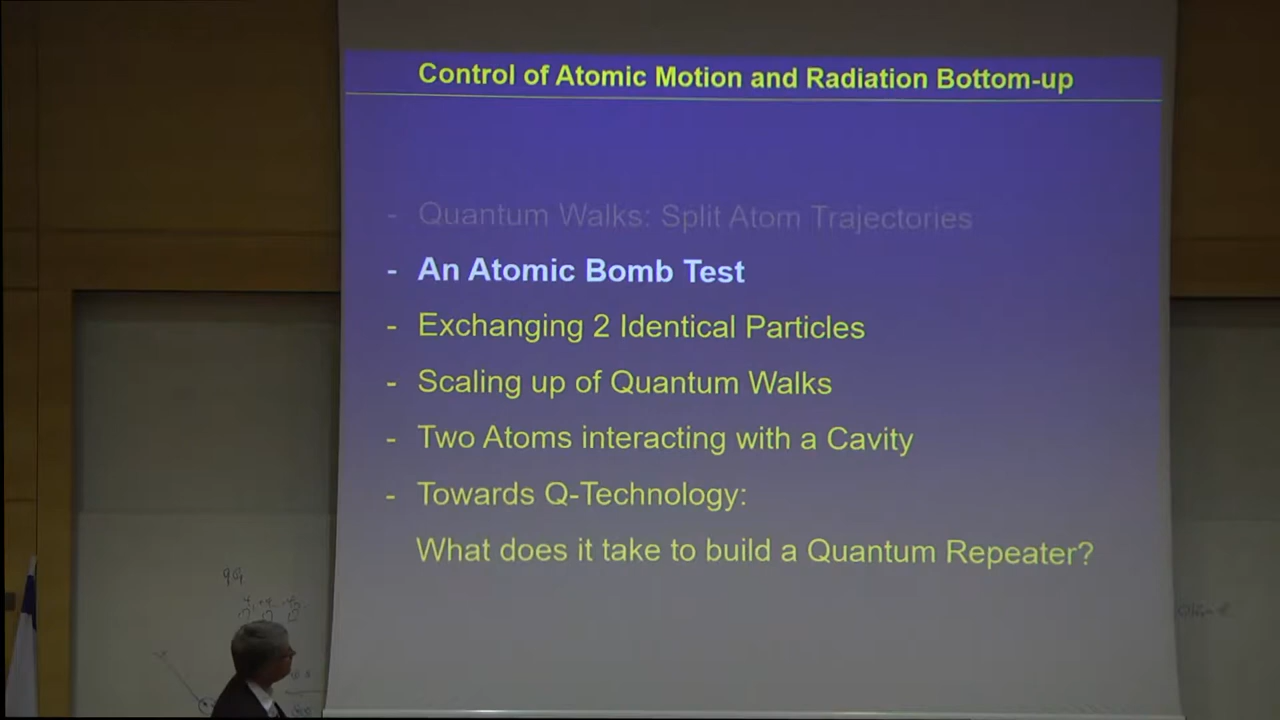 Control of Atomic Motion and Radiation Bottom-up
- Quantum Walks: Split Atom Trajectories
- An Atomic Bomb Test
- Exchanging 2 Identical Particles
- Scaling up of Quantum Walks
- Two Atoms interacting with a Cavity
- Towards Q-Technology:
What does it take to build a Quantum Repeater?